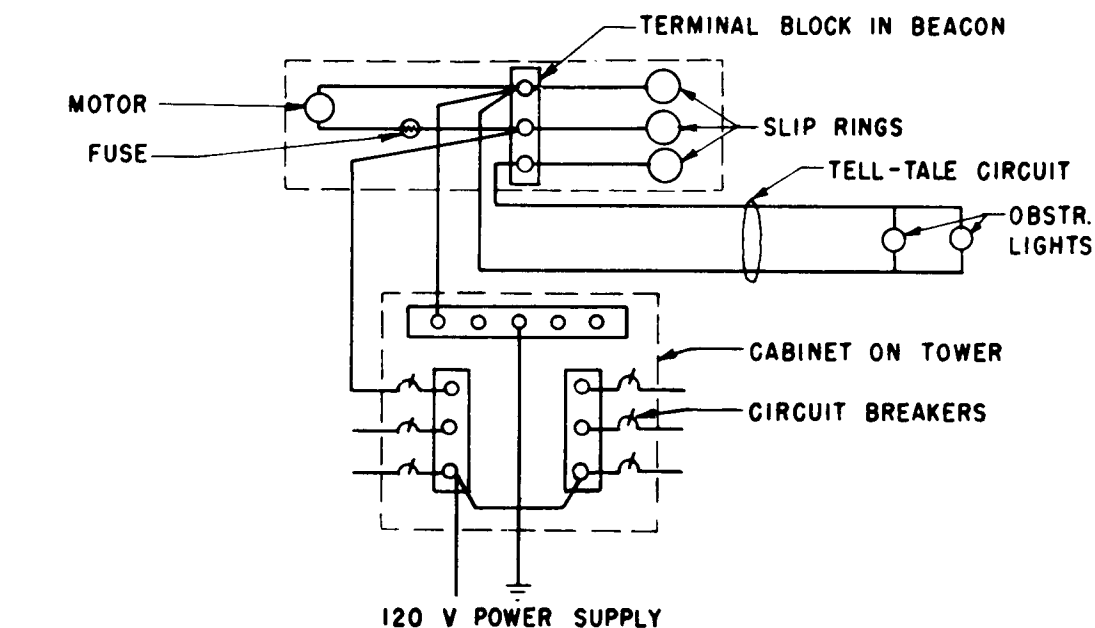 TERMINAL BLOCK IN BEACON
MOTOR
FUSE
SLIP RINGS
TELL-TALE CIRCUIT
OBSTR.
LIGHTS
CABINET ON TOWER
CIRCUIT BREAKERS
120 V POWER SUPPLY